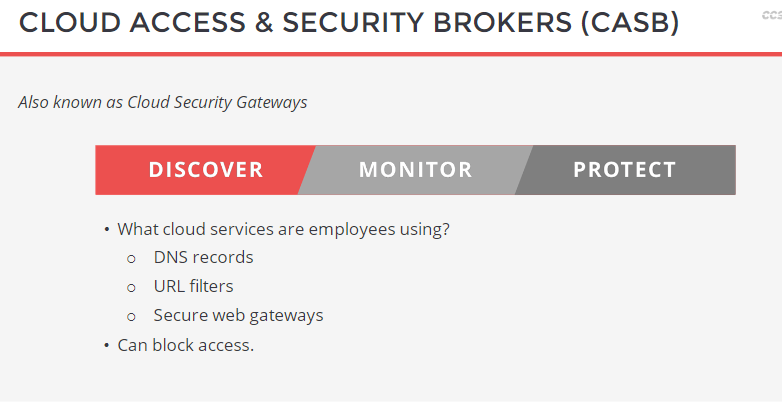 CLOUD ACCESS & SECURITY BROKERS (CASB)
Also known as Cloud Security Gateways
DISCOVER MONITOR PROTECT
• What cloud services are employees using?
o DNS records
o URL filters
o Secure web gateways
• Can block access.